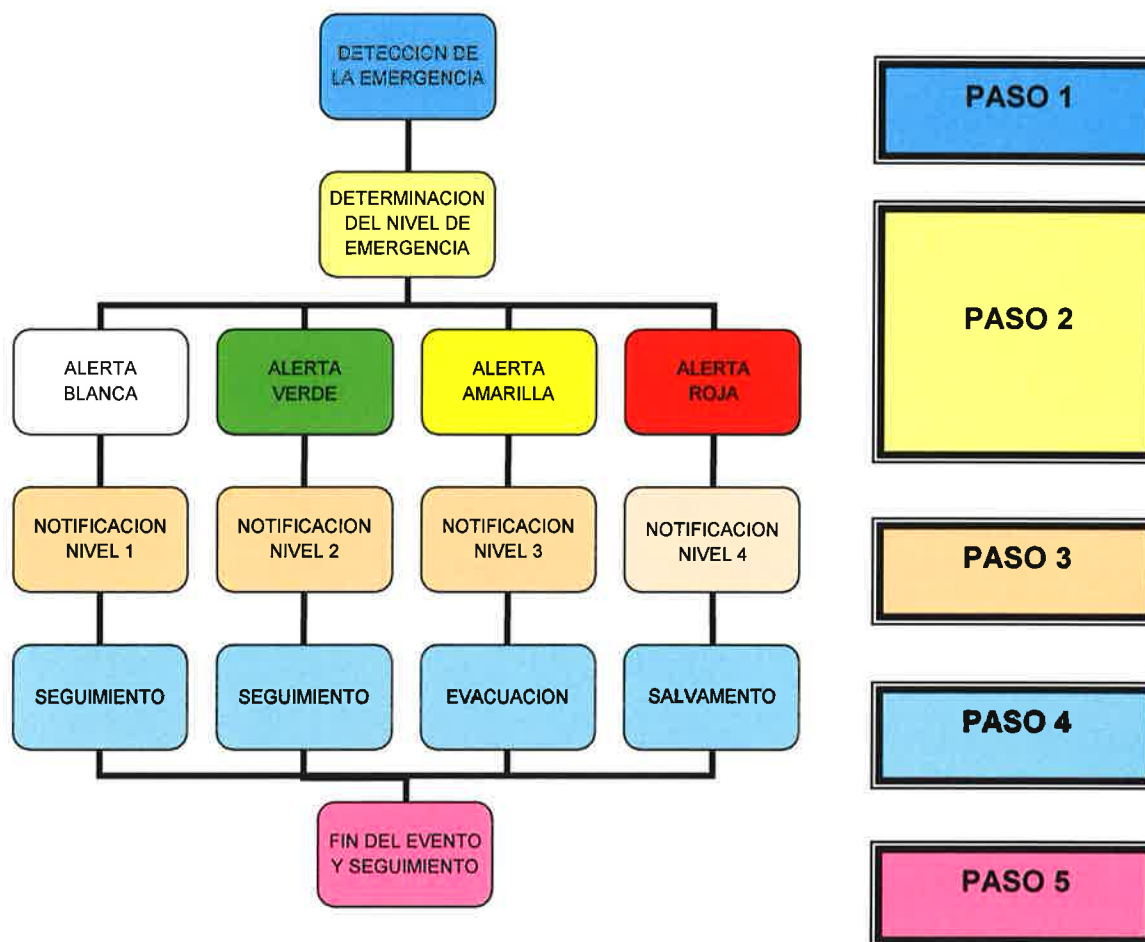 DETECCION DE
LA EMERGENCIA
PASO 1
DETERMINACION
DEL NIVEL DE
EMERGENCIA
PASO 2
ALERTA
BLANCA
ALERTA
VERDE
ALERTA
AMARILLA
ALERTA
ROJA
NOTIFICACION
NIVEL 1
NOTIFICACION
NIVEL 2
NOTIFICACION
NIVEL 3
NOTIFICACION
NIVEL 4
PASO 3
SEGUIMIENTO
SEGUIMIENTO
EVACUACION
SALVAMENTO
PASO 4
FIN DEL EVENTO
Y SEGUIMIENTO
PASO 5